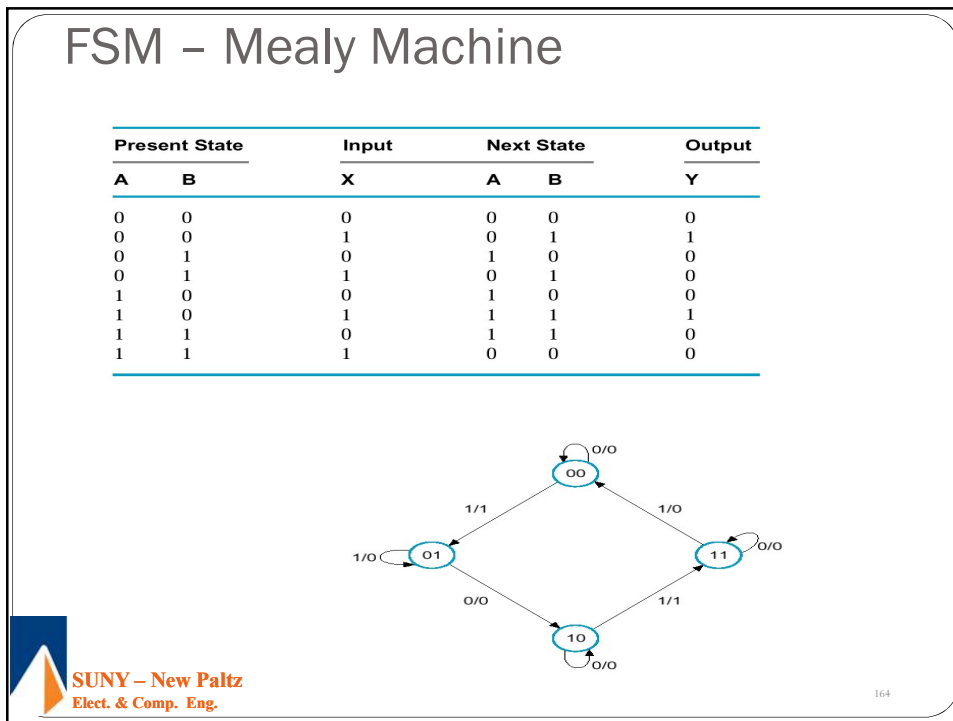 FSM – Mealy Machine
Present State Input Next State Output
A B X A B Y
0 0 0 0 0 0
0 0 1 0 1 1
0 1 0 1 0 0
0 1 1 0 1 0
1 0 0 1 0 0
1 0 1 1 1 1
1 1 0 1 1 0
1 1 1 0 0 0
0/0
00
1/1 1/0
1/0 01 11 0/0
0/0 1/1
10
0/0
SUNY – New Paltz
Elect. & Comp. Eng.
164